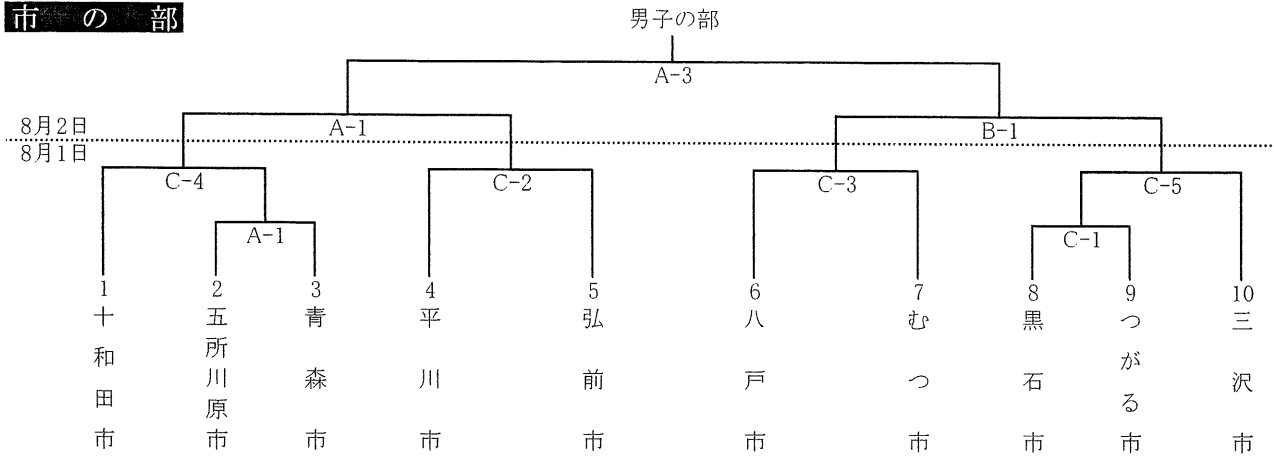 市の部
男子の部
A-3
8月2日
A-1
B-1
8月1日
C-4
C-2
C-3
C-5
A-1
C-1
1 十和田市
2 五所川原市
3 青森市
4 平川市
5 弘前市
6 八戸市
7 むつ市
8 黒石市
9 つがる市
10 三沢市